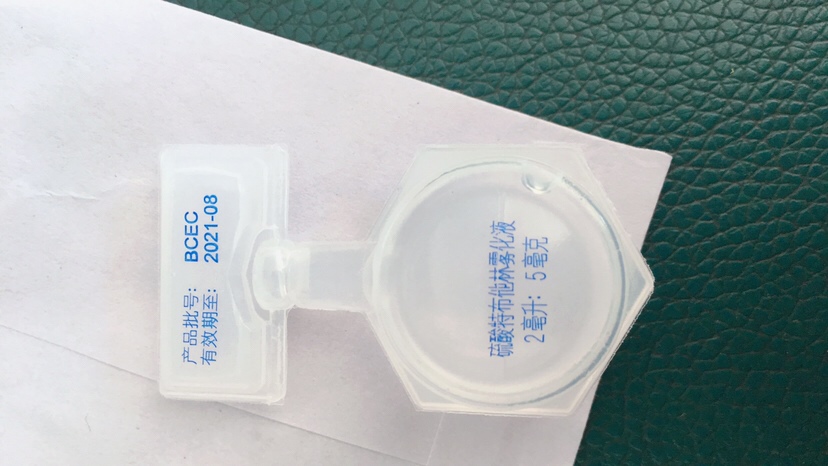 产品批号: BCEC
有效期至: 2021-08
硫酸特布他林雾化液
2毫升: 5毫克